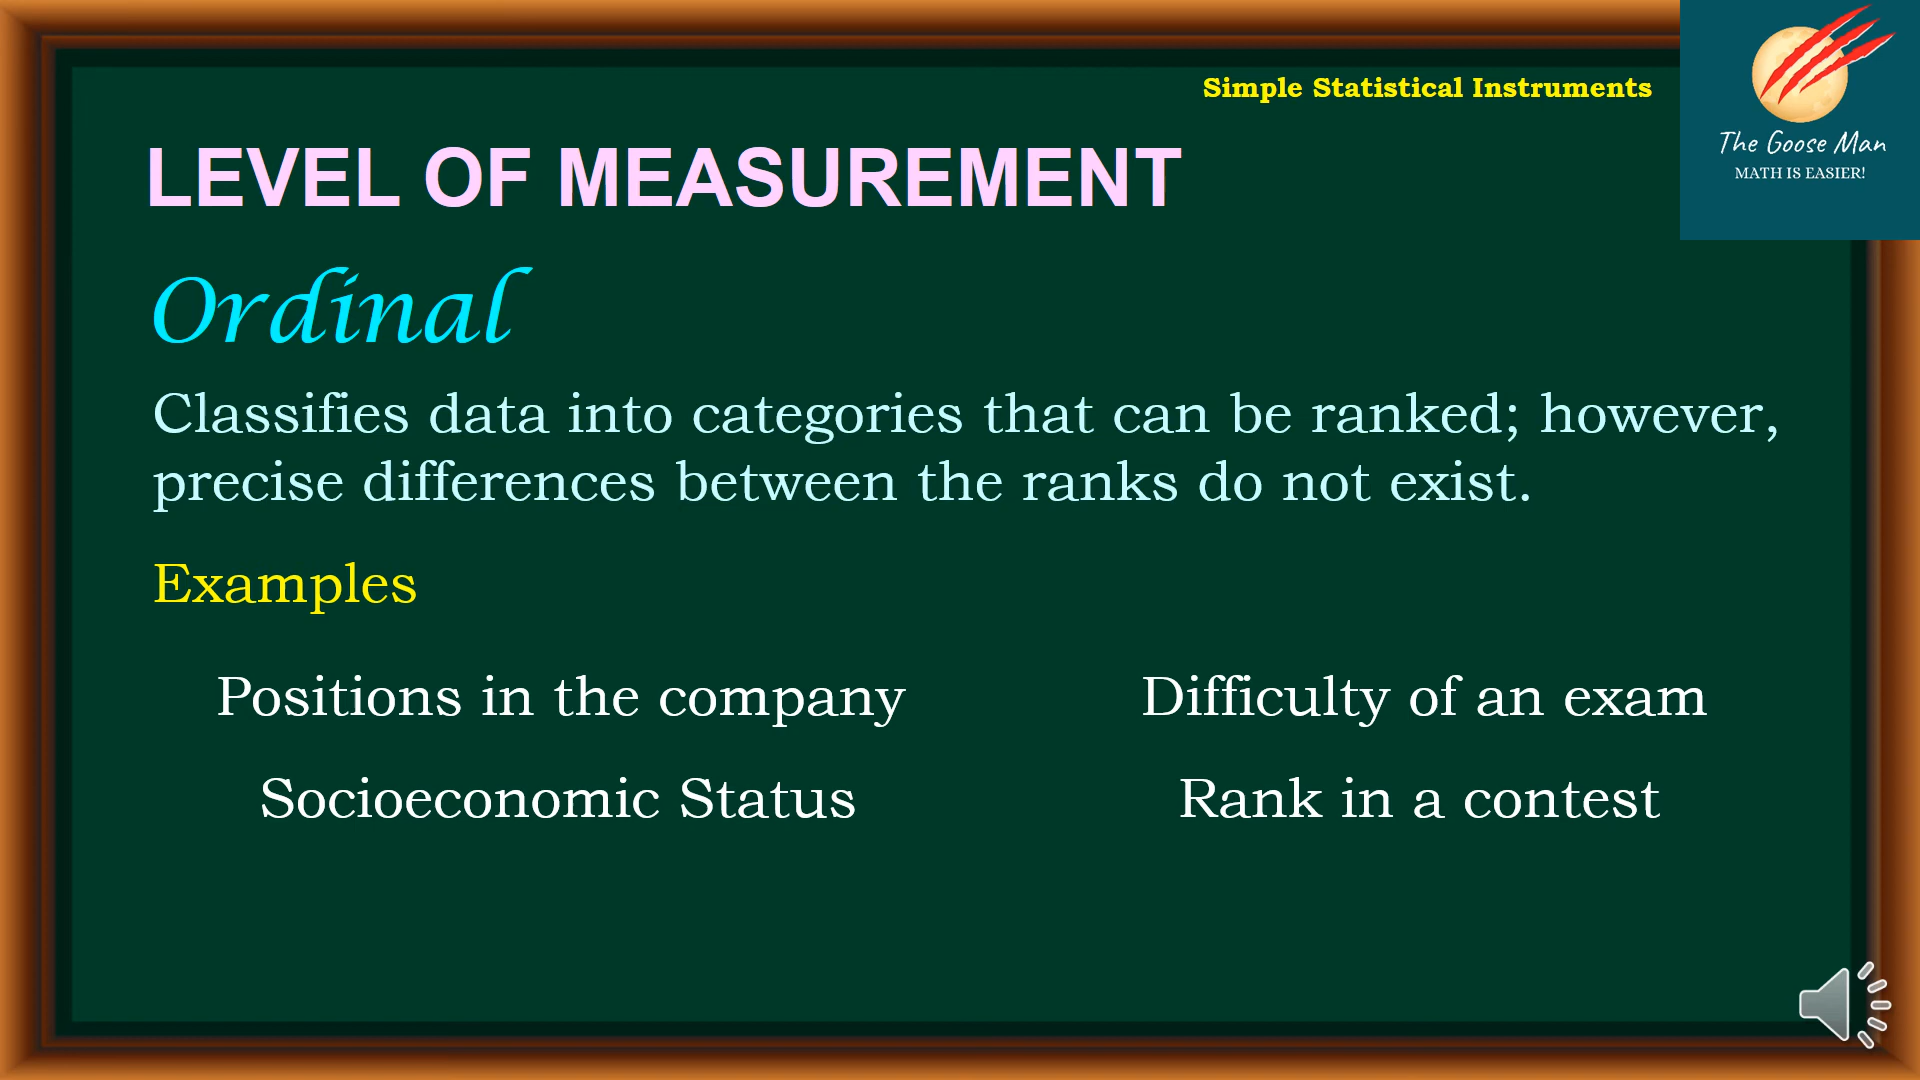 Simple Statistical Instruments
The Goose Man
MATH IS EASIER!
LEVEL OF MEASUREMENT
Ordinal
Classifies data into categories that can be ranked; however,
precise differences between the ranks do not exist.
Examples
Positions in the company
Difficulty of an exam
Socioeconomic Status
Rank in a contest